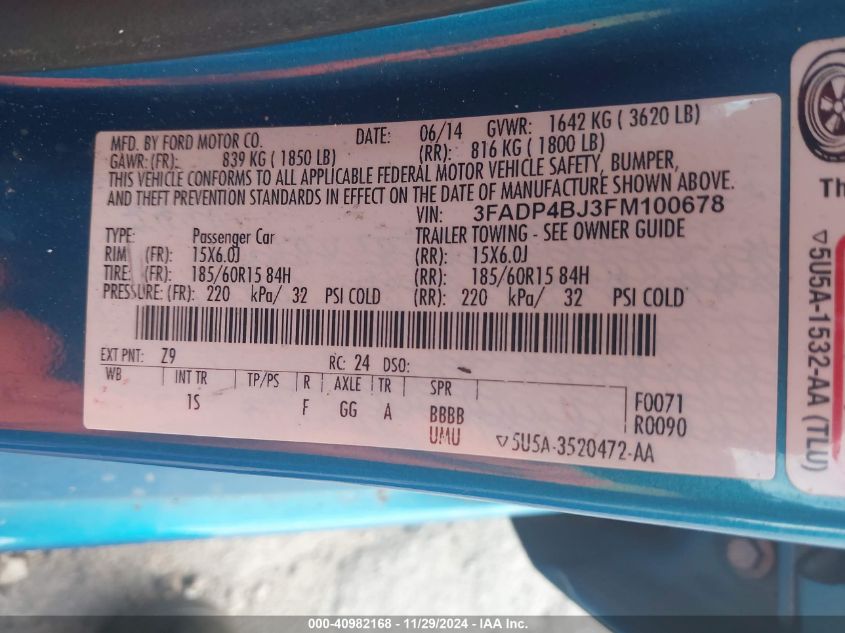 MFD. BY FORD MOTOR CO. DATE: 06/14 GVWR: 1642 KG ( 3620 LB)
GAWR: (FR): 839 KG ( 1850 LB) (RR): 816 KG ( 1800 LB)
THIS VEHICLE CONFORMS TO ALL APPLICABLE FEDERAL MOTOR VEHICLE SAFETY, BUMPER,
AND THEFT PREVENTION STANDARDS IN EFFECT ON THE DATE OF MANUFACTURE SHOWN ABOVE.
VIN: 3FADP4BJ3FM100678
TYPE: Passenger Car TRAILER TOWING - SEE OWNER GUIDE
RIM (FR): 15X6.0J (RR): 15X6.0J
TIRE: (FR): 185/60R15 84H (RR): 185/60R15 84H
PRESSURE: (FR): 220 kPa/ 32 PSI COLD (RR): 220 kPa/ 32 PSI COLD
EXT PNT: Z9 RC: 24 DSO:
WB INT TR TP/PS R AXLE TR SPR
1S F GG A BBBB
UMU
F0071
R0090
▽5U5A-3520472-AA
Th
▽5U5A-1532-AA (TLU)
000-40982168 - 11/29/2024 - IAA Inc.